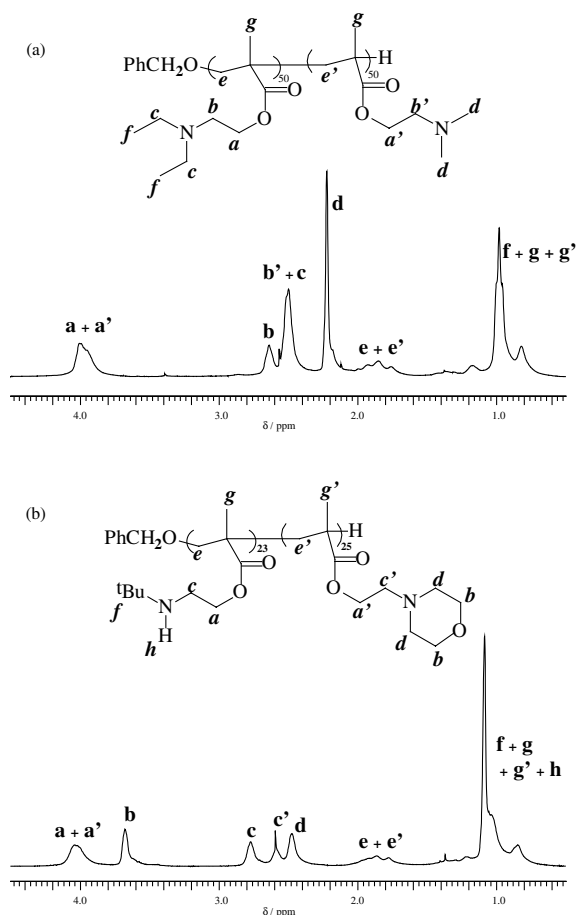 (a)
g
g
PhCH2O
( )50
( )50
H
e
e'
O
O
O
O
c
b
b'
d
f
N
a
a'
N
f
c
d
d
f + g + g'
b' + c
a + a'
b
e + e'
4.0 3.0 2.0 1.0
δ / ppm
(b)
g
g'
PhCH2O
( )23
( )25
H
e
e'
O
O
O
O
tBu
c
c'
d
f
N
a
a'
N
b
h
H
d
O
b
f + g
+ g' + h
a + a'
b
c
c'
d
e + e'
4.0 3.0 2.0 1.0
δ / ppm